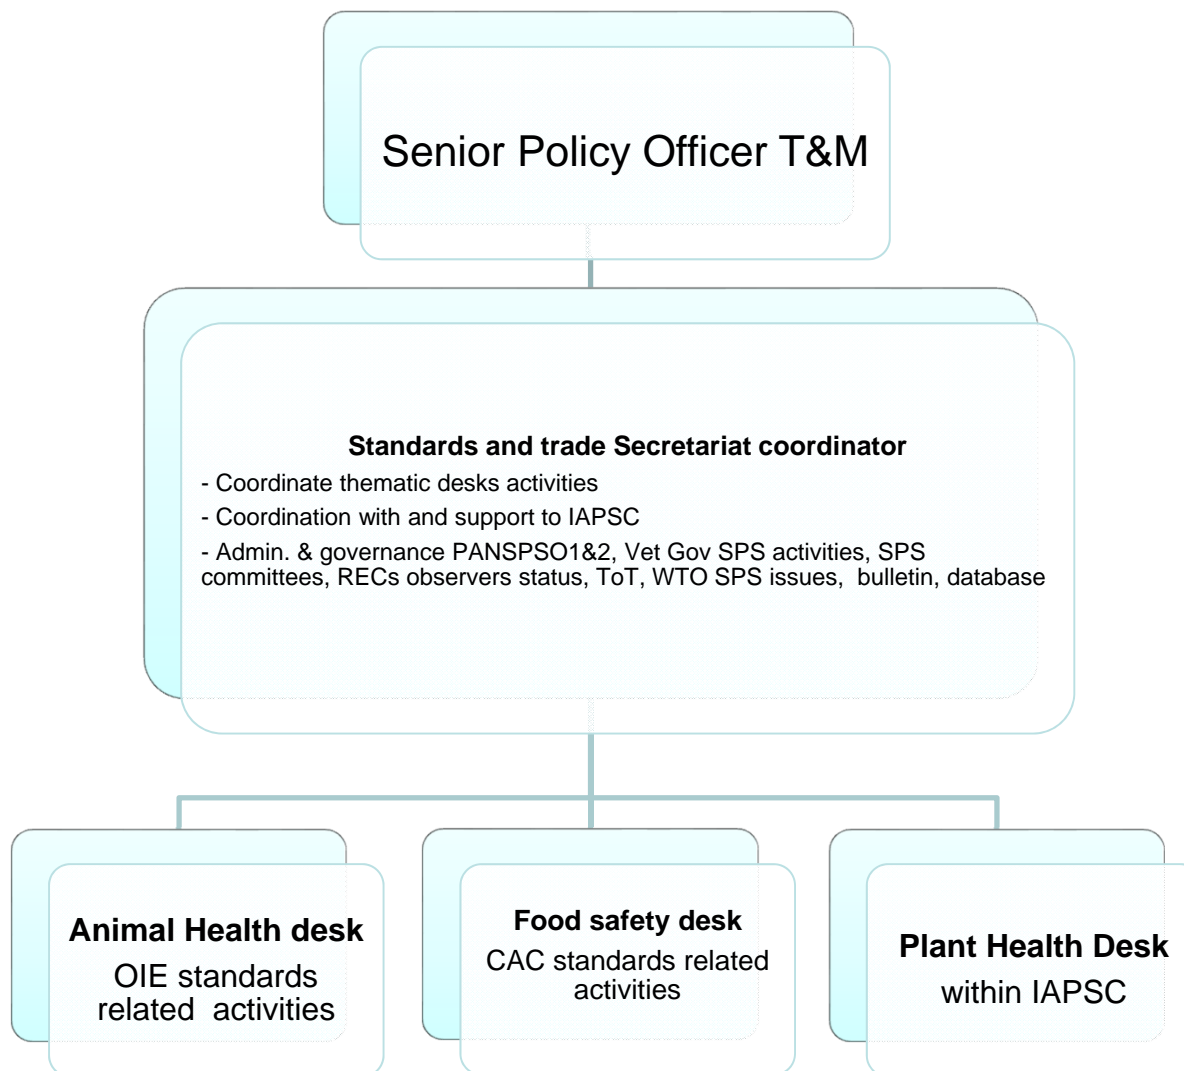 Senior Policy Officer T&M
Standards and trade Secretariat coordinator
- Coordinate thematic desks activities
- Coordination with and support to IAPSC
- Admin. & governance PANSPSO1&2, Vet Gov SPS activities, SPS
committees, RECs observers status, ToT, WTO SPS issues,  bulletin, database
Animal Health desk
OIE standards
related  activities
Food safety desk
CAC standards related
activities
Plant Health Desk
within IAPSC